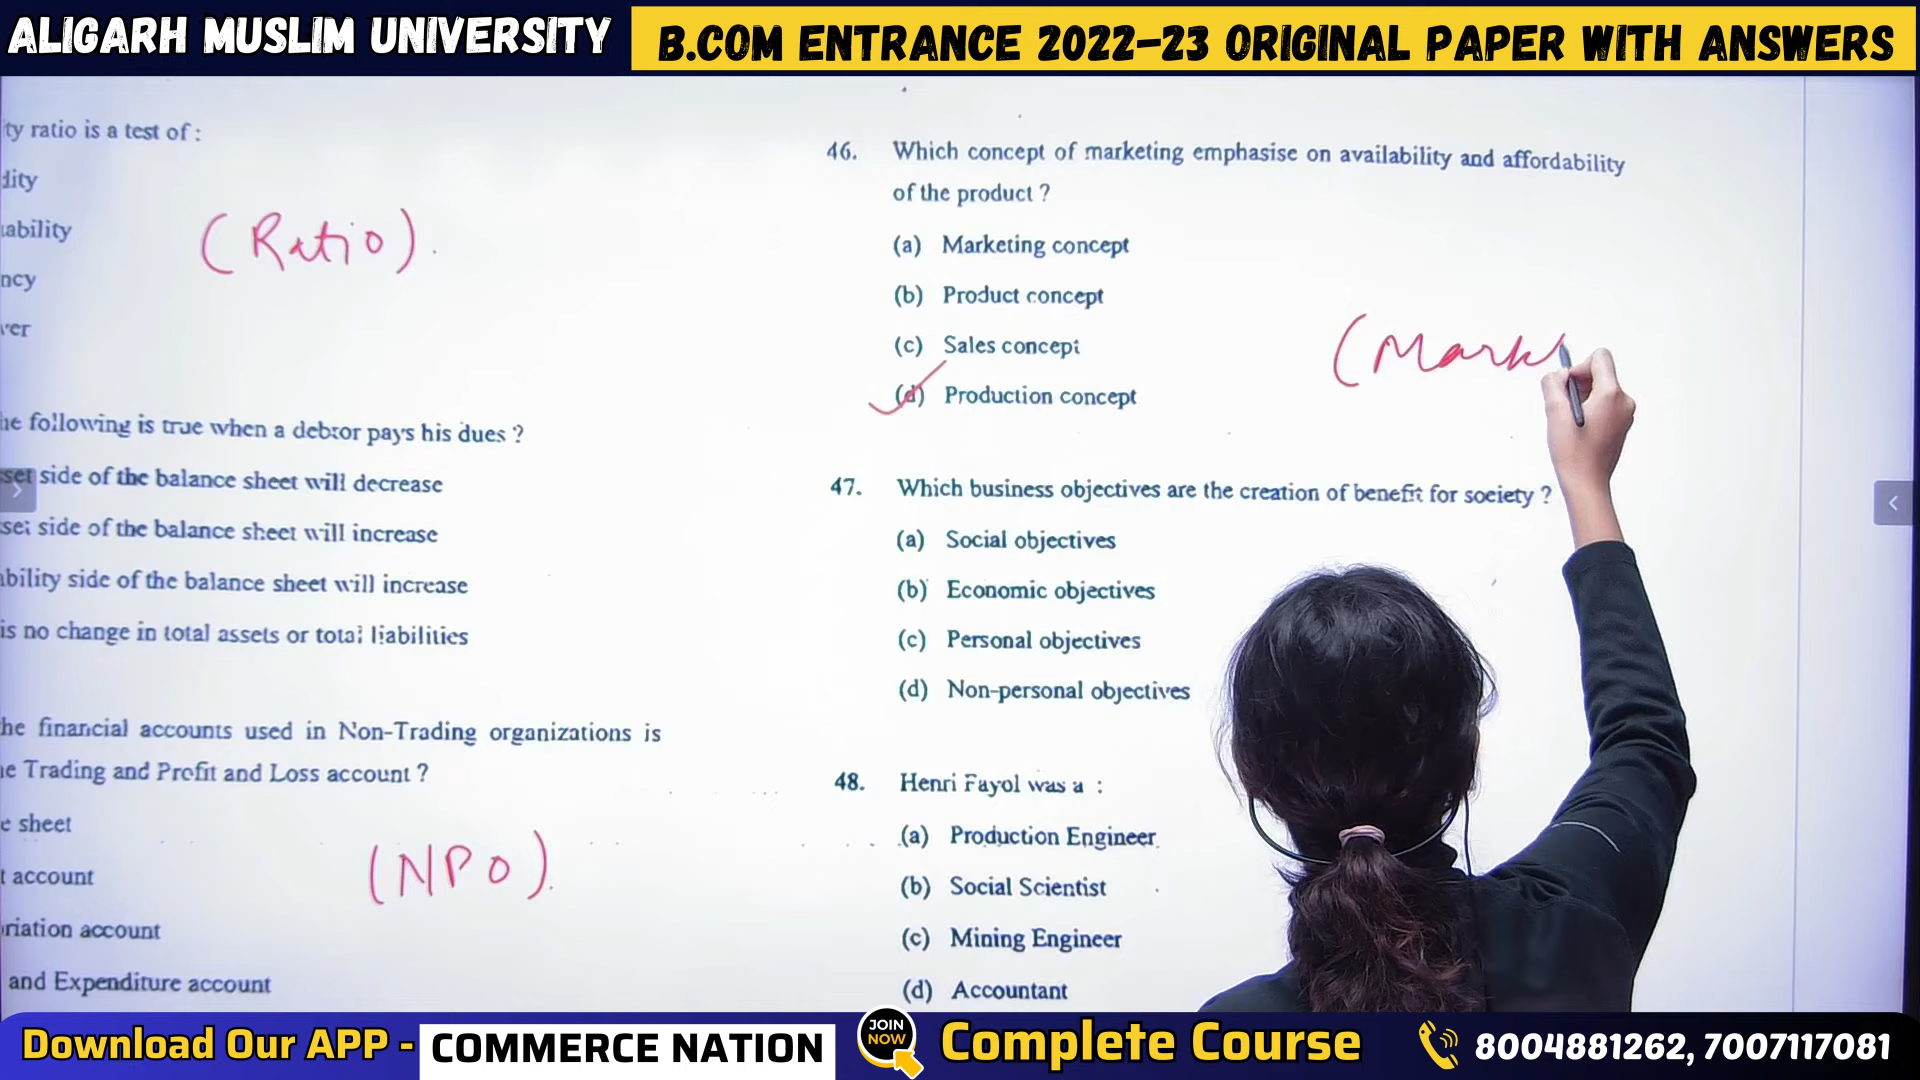 ALIGARH MUSLIM UNIVERSITY
B.COM ENTRANCE 2022-23 ORIGINAL PAPER WITH ANSWERS
ty ratio is a test of :
dity
ability
ncy
ver
(Ratio).
he following is true when a debtor pays his dues ?
set side of the balance sheet will decrease
set side of the balance sheet will increase
ability side of the balance sheet will increase
is no change in total assets or total liabilities
he financial accounts used in Non-Trading organizations is
e Trading and Profit and Loss account ?
e sheet
t account
riation account
and Expenditure account
(NPO).
46. Which concept of marketing emphasise on availability and affordability
of the product ?
(a) Marketing concept
(b) Product concept
(c) Sales concept
(d) Production concept
(Mark
47. Which business objectives are the creation of benefit for society ?
(a) Social objectives
(b) Economic objectives
(c) Personal objectives
(d) Non-personal objectives
48. Henri Fayol was a :
(a) Production Engineer
(b) Social Scientist
(c) Mining Engineer
(d) Accountant
Download Our APP - COMMERCE NATION
JOIN NOW
Complete Course
8004881262, 7007117081